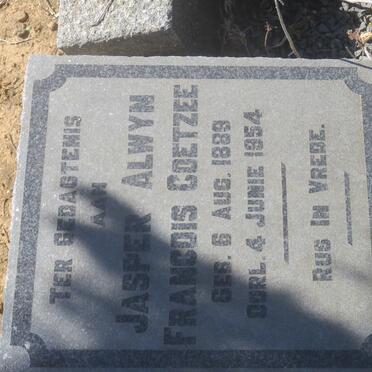 TER GEDAGTENIS
AAN
JASPER ALWYN
FRANCOIS COETZEE
GEB. 6 AUG. 1889
OORL. 4 JUNIE 1954
RUS IN VREDE.